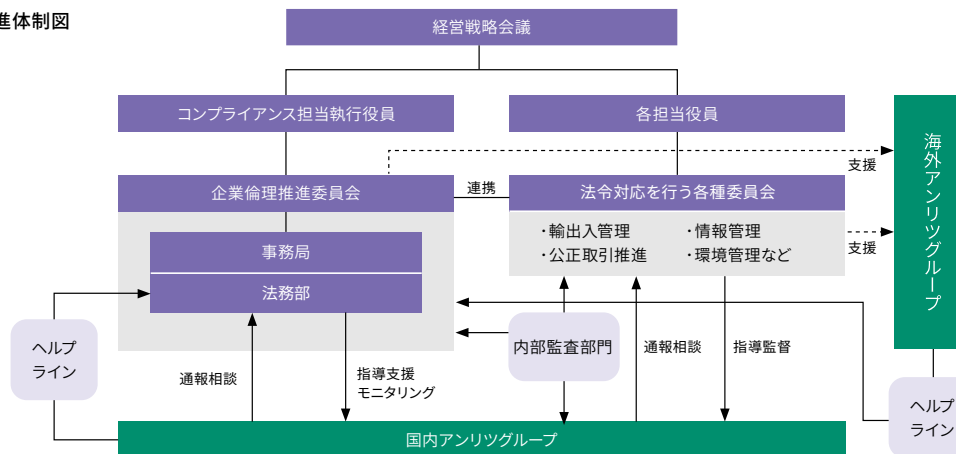 進体制図
経営戦略会議
コンプライアンス担当執行役員
各担当役員
海外アンリツグループ
支援
企業倫理推進委員会
連携
法令対応を行う各種委員会
・輸出入管理
・情報管理
・公正取引推進
・環境管理など
支援
事務局
法務部
ヘルプ
ライン
内部監査部門
通報相談
指導支援
モニタリング
通報相談
指導監督
ヘルプ
ライン
国内アンリツグループ